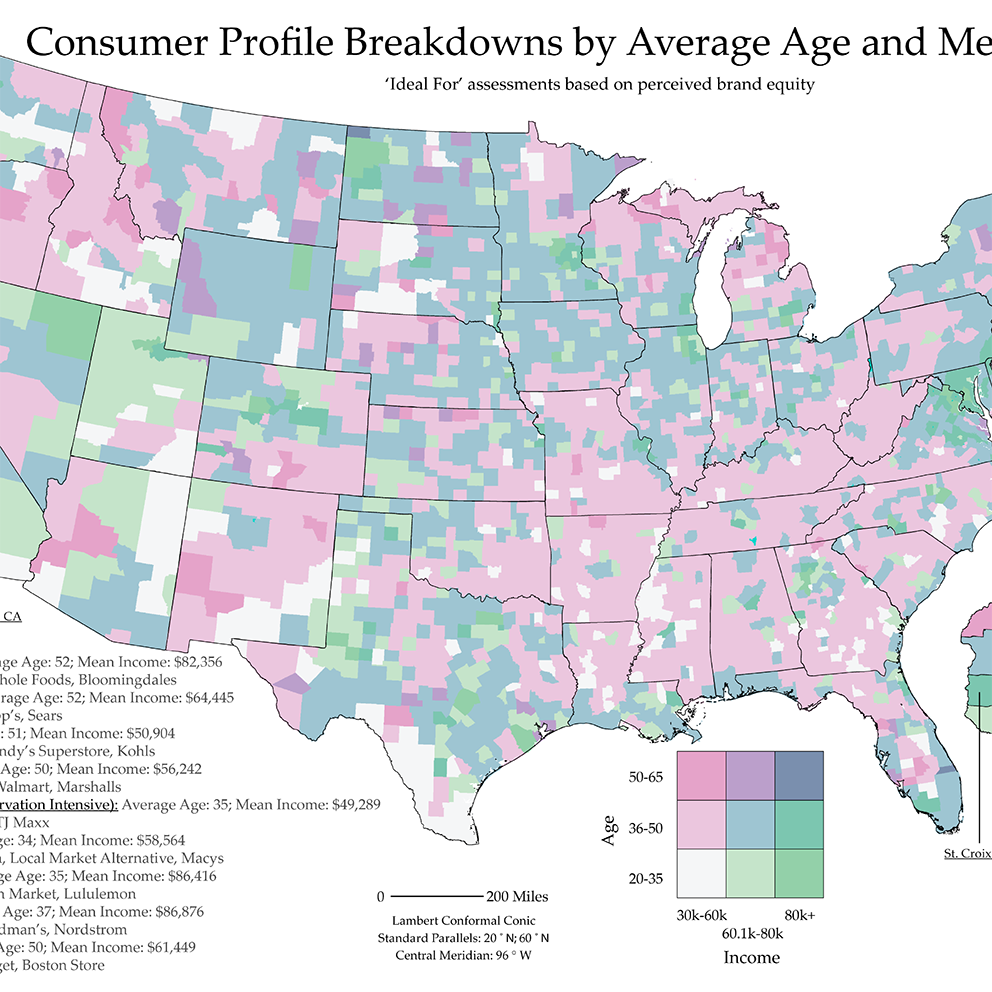 Consumer Profile Breakdowns by Average Age and Me
'Ideal For' assessments based on perceived brand equity
CA
ge Age: 52; Mean Income: $82,356
hole Foods, Bloomingdales
rage Age: 52; Mean Income: $64,445
op's, Sears
: 51; Mean Income: $50,904
ndy's Superstore, Kohls
Age: 50; Mean Income: $56,242
Walmart, Marshalls
rvation Intensive): Average Age: 35; Mean Income: $49,289
TJ Maxx
ge: 34; Mean Income: $58,564
, Local Market Alternative, Macys
ge Age: 35; Mean Income: $86,416
n Market, Lululemon
Age: 37; Mean Income: $86,876
dman's, Nordstrom
Age: 50; Mean Income: $61,449
get, Boston Store
0 200 Miles
Lambert Conformal Conic
Standard Parallels: 20 ° N; 60 ° N
Central Meridian: 96 ° W
Age
50-65
36-50
20-35
30k-60k
60.1k-80k
80k+
Income
St. Croix